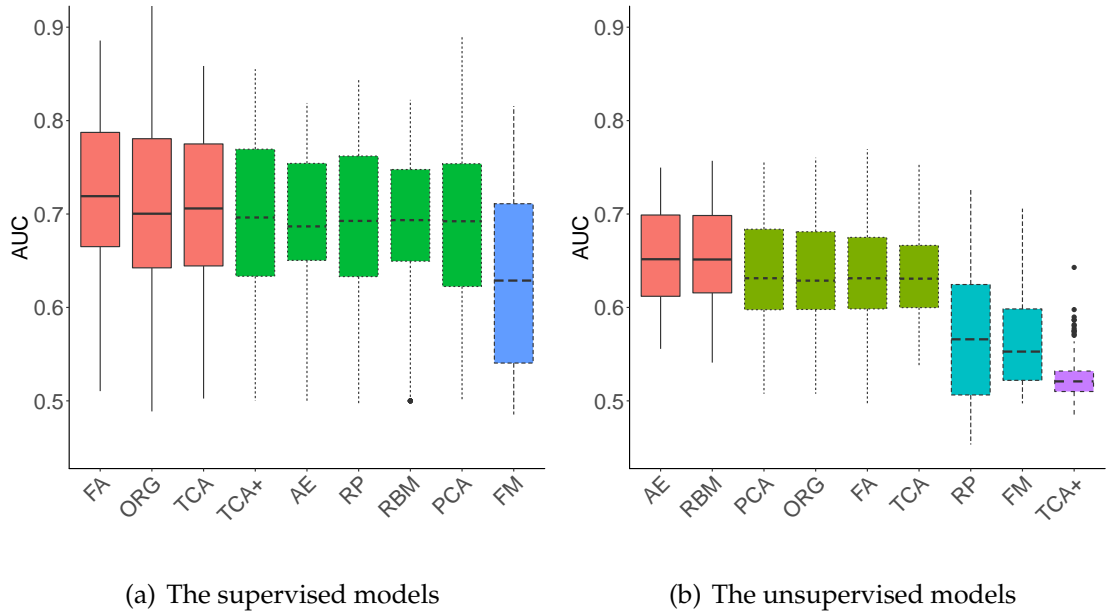 0.9
0.8
0.7
0.6
0.5
AUC
FA
ORG
TCA
TCA+
AE
RP
RBM
PCA
FM
(a) The supervised models
0.9
0.8
0.7
0.6
0.5
AUC
AE
RBM
PCA
ORG
FA
TCA
RP
FM
TCA+
(b) The unsupervised models